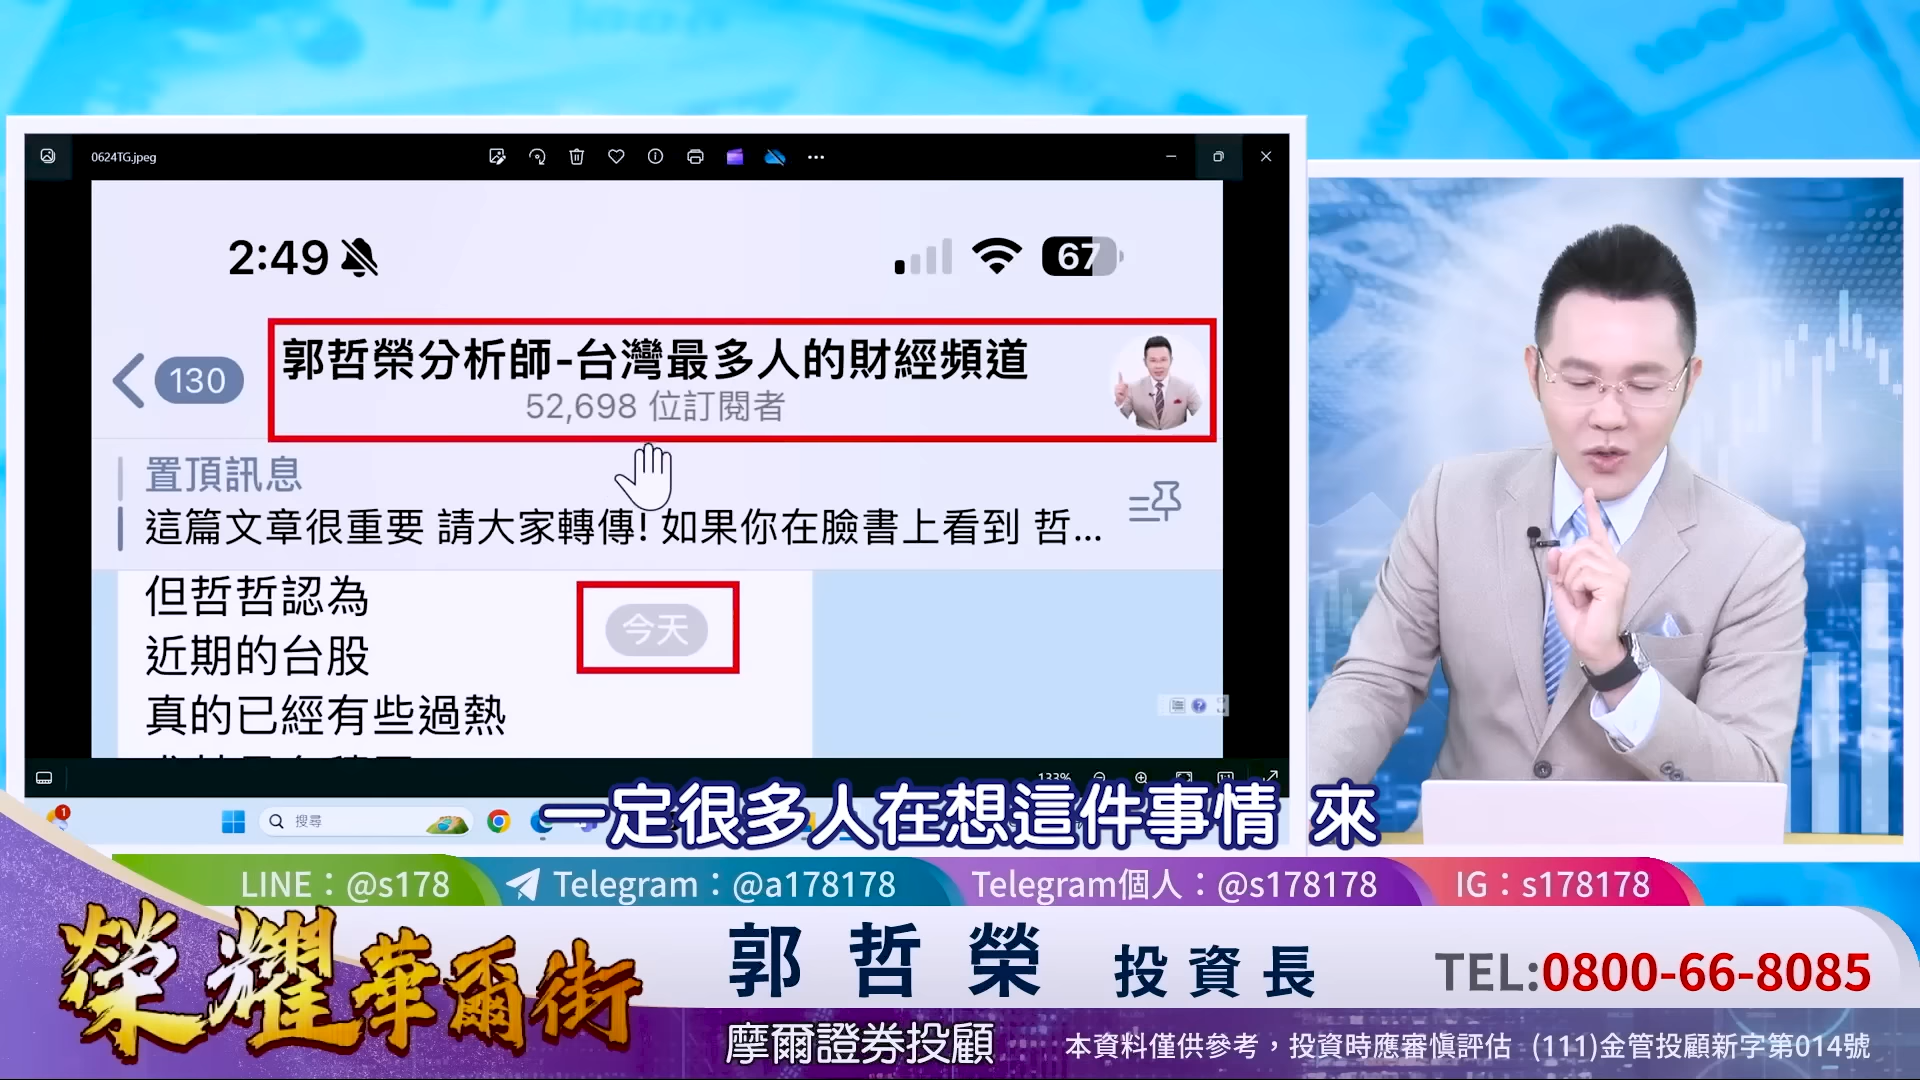 0624TG.jpeg
2:49
67
130
郭哲榮分析師-台灣最多人的財經頻道
52,698 位訂閱者
置頂訊息
這篇文章很重要 請大家轉傳! 如果你在臉書上看到 哲...
但哲哲認為
今天
近期的台股
真的已經有些過熱
133%
1
搜尋
一定很多人在想這件事情 來
LINE：@s178
Telegram：@a178178
Telegram個人：@s178178
IG：s178178
榮耀華爾街
郭哲榮 投資長
TEL:0800-66-8085
摩爾證券投顧
本資料僅供參考，投資時應審慎評估 (111)金管投顧新字第014號